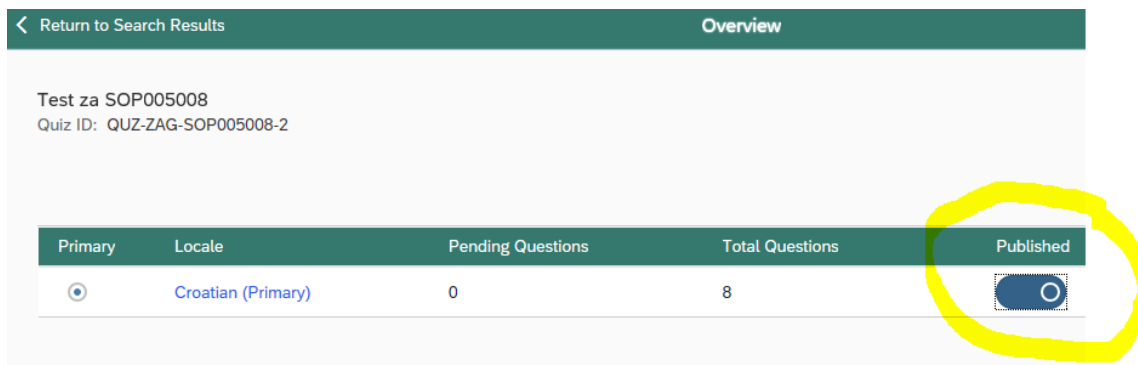 Return to Search Results
Overview
Test za SOP005008
Quiz ID: QUZ-ZAG-SOP005008-2
Primary Locale Pending Questions Total Questions Published
Croatian (Primary) 0 8